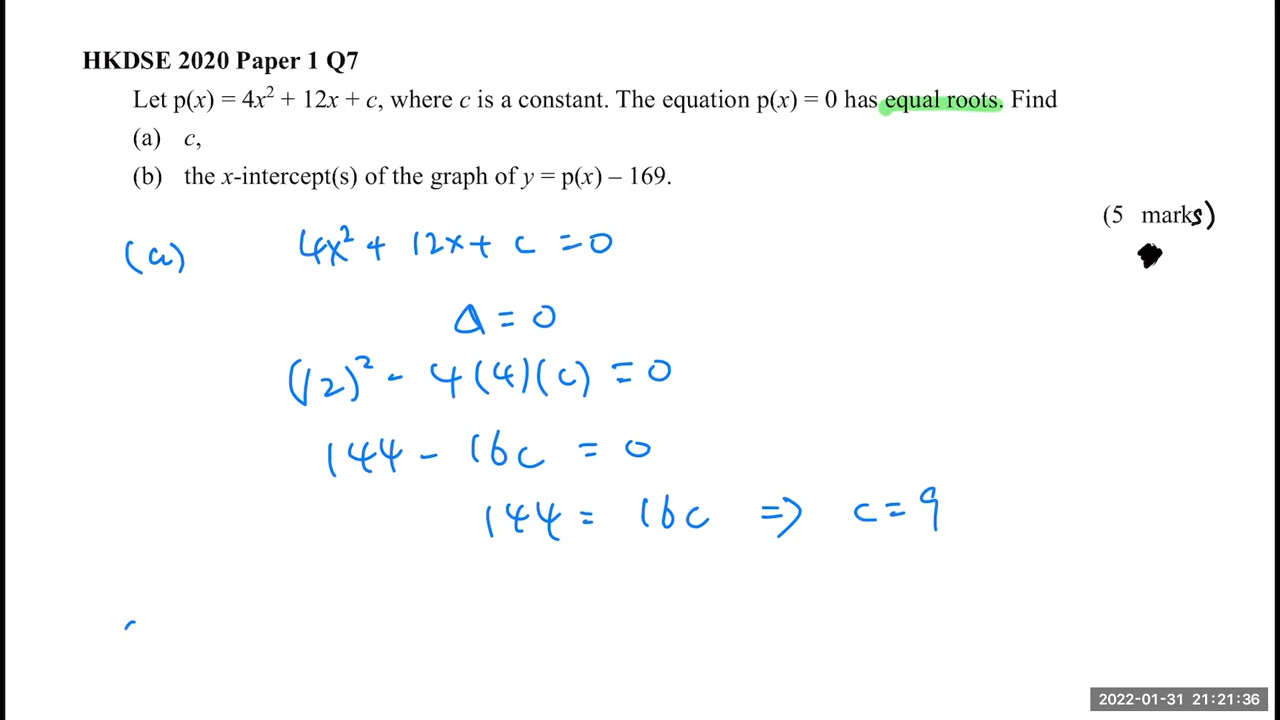 HKDSE 2020 Paper 1 Q7
Let p(x) = 4x² + 12x + c, where c is a constant. The equation p(x) = 0 has equal roots. Find
(a) c,
(b) the x-intercept(s) of the graph of y = p(x) – 169.
(5 marks)
(a) 4x² + 12x + c = 0
Δ = 0
(12)² - 4(4)(c) = 0
144 - 16c = 0
144 = 16c ⇒ c = 9
2022-01-31 21:21:36